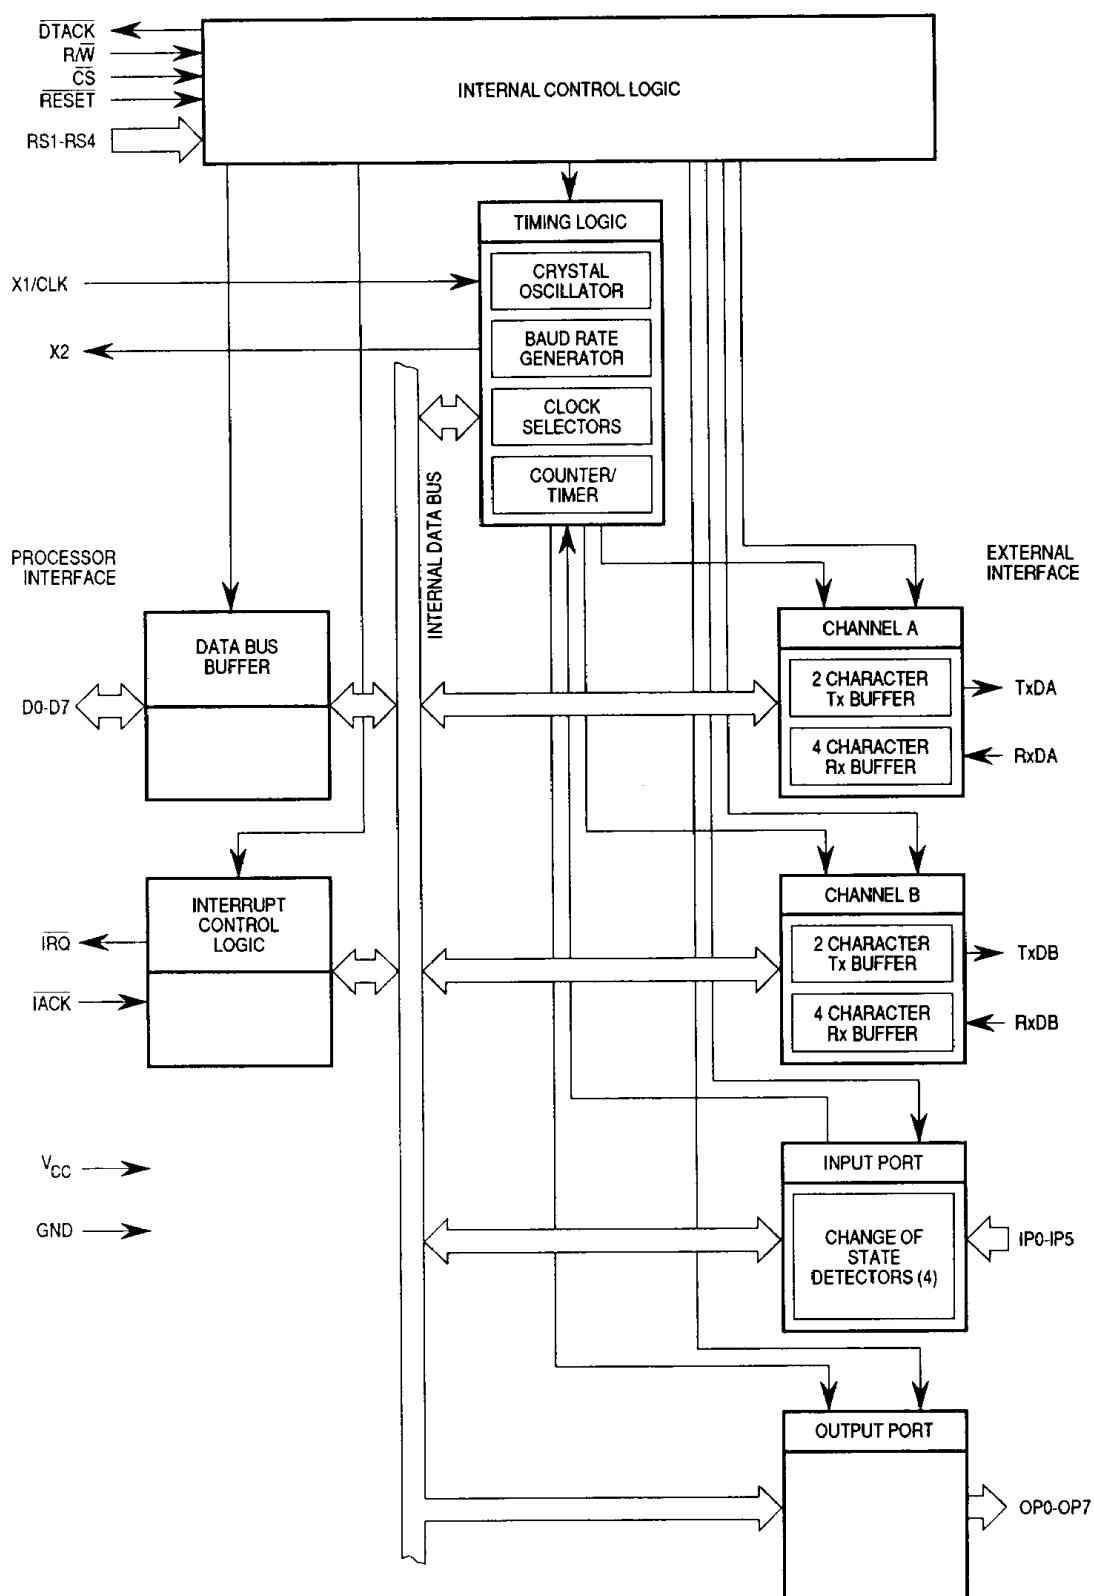 DTACK
R/W
CS
RESET
RS1-RS4
INTERNAL CONTROL LOGIC
TIMING LOGIC
CRYSTAL
OSCILLATOR
X1/CLK
BAUD RATE
GENERATOR
X2
CLOCK
SELECTORS
COUNTER/
TIMER
INTERNAL DATA BUS
PROCESSOR
INTERFACE
EXTERNAL
INTERFACE
DATA BUS
BUFFER
D0-D7
CHANNEL A
2 CHARACTER
Tx BUFFER
TxDA
4 CHARACTER
Rx BUFFER
RxDA
INTERRUPT
CONTROL
LOGIC
IRQ
IACK
CHANNEL B
2 CHARACTER
Tx BUFFER
TxDB
4 CHARACTER
Rx BUFFER
RxDB
VCC
GND
INPUT PORT
CHANGE OF
STATE
DETECTORS (4)
IP0-IP5
OUTPUT PORT
OP0-OP7